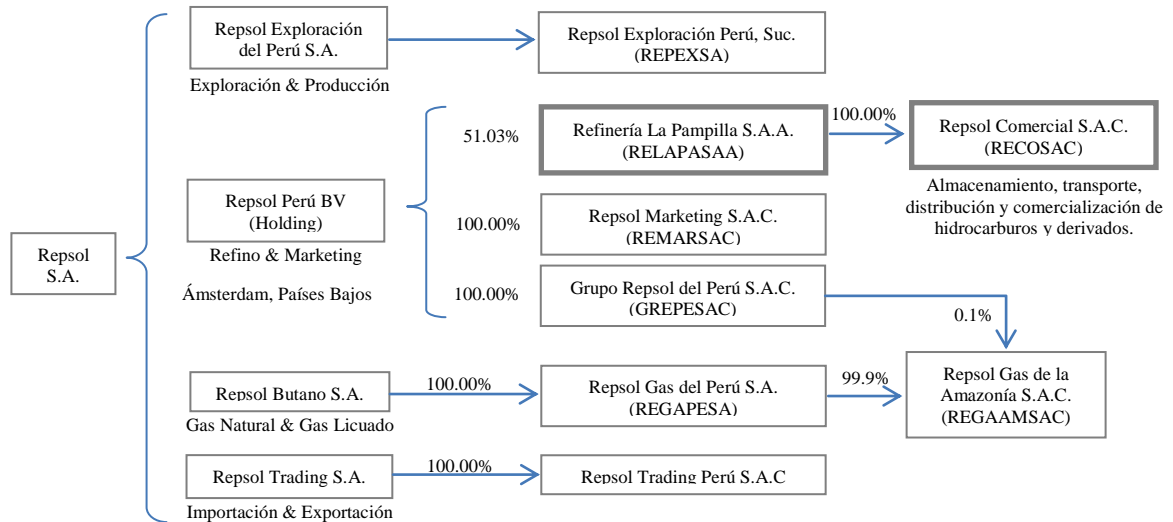 Repsol Exploración
del Perú S.A.
Exploración & Producción
Repsol Exploración Perú, Suc.
(REPEXSA)
51.03%
Refinería La Pampilla S.A.A.
(RELAPASAA)
100.00%
Repsol Comercial S.A.C.
(RECOSAC)
Almacenamiento, transporte,
distribución y comercialización de
hidrocarburos y derivados.
Repsol
S.A.
Repsol Perú BV
(Holding)
Refino & Marketing
Ámsterdam, Países Bajos
100.00%
Repsol Marketing S.A.C.
(REMARSAC)
100.00%
Grupo Repsol del Perú S.A.C.
(GREPESAC)
0.1%
Repsol Butano S.A.
Gas Natural & Gas Licuado
100.00%
Repsol Gas del Perú S.A.
(REGAPESA)
99.9%
Repsol Gas de la
Amazonía S.A.C.
(REGAAMSAC)
Repsol Trading S.A.
Importación & Exportación
100.00%
Repsol Trading Perú S.A.C